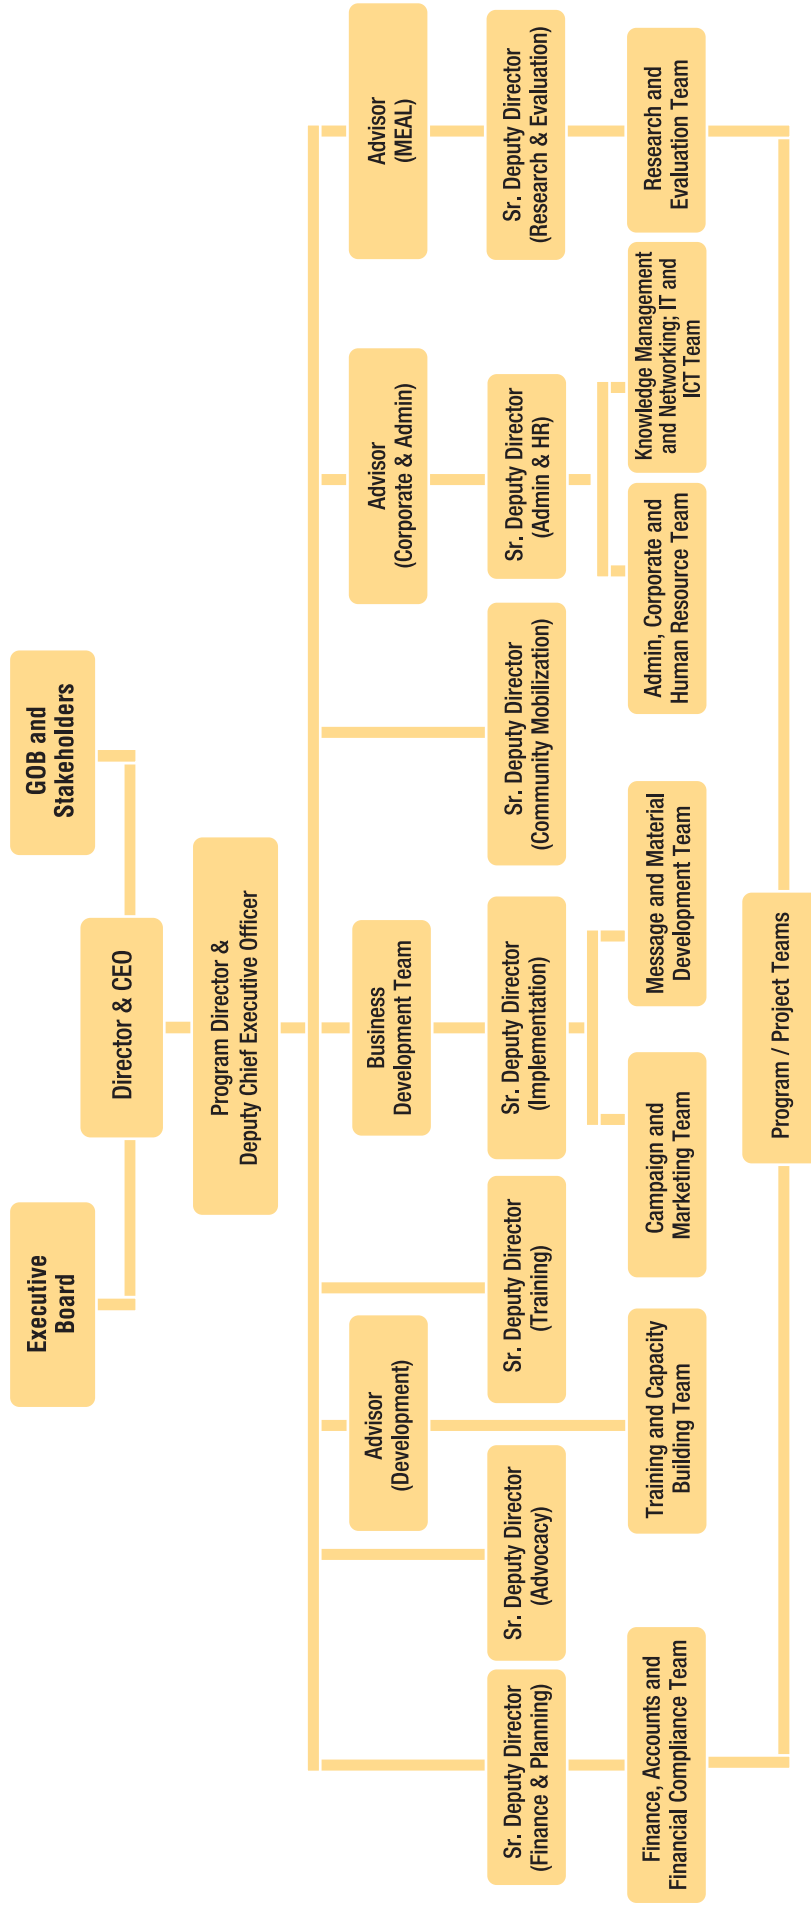 Executive
Board
GOB and
Stakeholders
Director & CEO
Program Director &
Deputy Chief Executive Officer
Advisor
(Development)
Business
Development Team
Advisor
(Corporate & Admin)
Advisor
(MEAL)
Sr. Deputy Director
(Finance & Planning)
Sr. Deputy Director
(Advocacy)
Sr. Deputy Director
(Training)
Sr. Deputy Director
(Implementation)
Sr. Deputy Director
(Community Mobilization)
Sr. Deputy Director
(Admin & HR)
Sr. Deputy Director
(Research & Evaluation)
Finance, Accounts and
Financial Compliance Team
Training and Capacity
Building Team
Campaign and
Marketing Team
Message and Material
Development Team
Admin, Corporate and
Human Resource Team
Knowledge Management
and Networking; IT and
ICT Team
Research and
Evaluation Team
Program / Project Teams